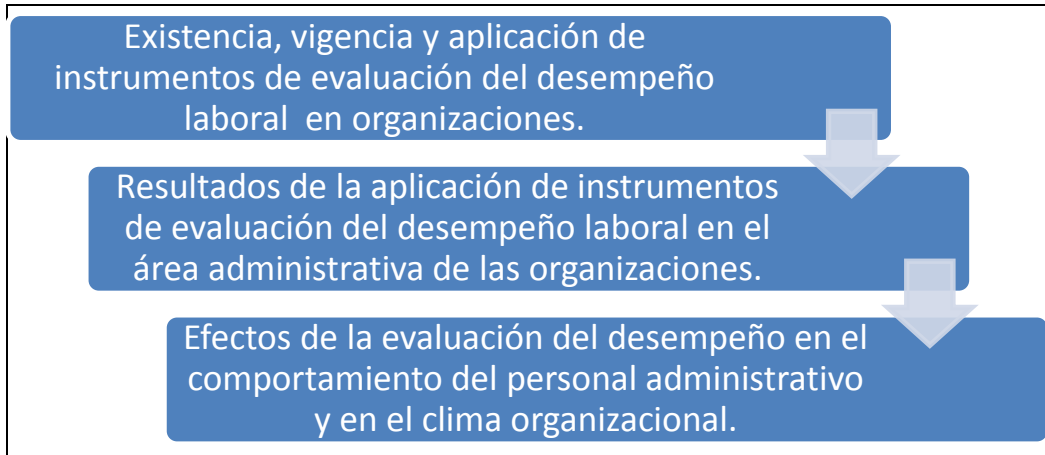 Existencia, vigencia y aplicación de
instrumentos de evaluación del desempeño
laboral  en organizaciones.
Resultados de la aplicación de instrumentos
de evaluación del desempeño laboral en el
área administrativa de las organizaciones.
Efectos de la evaluación del desempeño en el
comportamiento del personal administrativo
y en el clima organizacional.